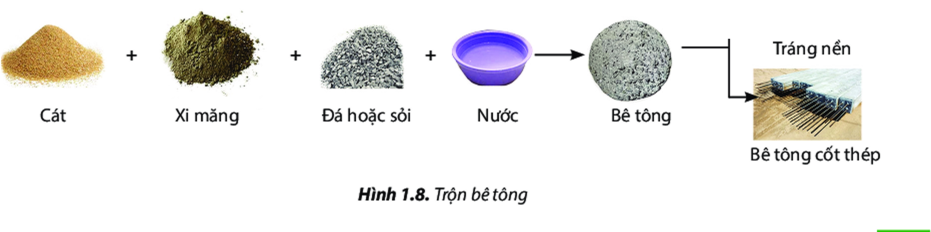 + + +
Tráng nền
Cát
Xi măng
Đá hoặc sỏi
Nước
Bê tông
Bê tông cốt thép
Hình 1.8. Trộn bê tông